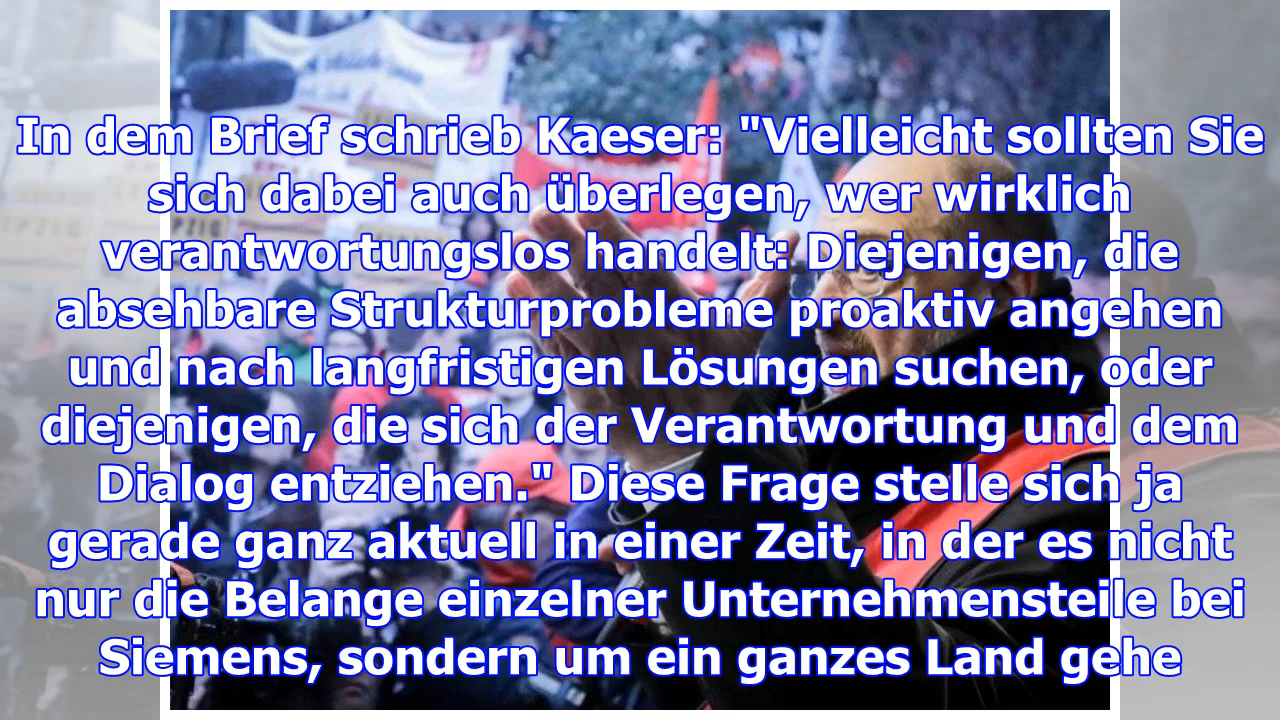 In dem Brief schrieb Kaeser: "Vielleicht sollten Sie
sich dabei auch überlegen, wer wirklich
verantwortungslos handelt: Diejenigen, die
absehbare Strukturprobleme proaktiv angehen
und nach langfristigen Lösungen suchen, oder
diejenigen, die sich der Verantwortung und dem
Dialog entziehen." Diese Frage stelle sich ja
gerade ganz aktuell in einer Zeit, in der es nicht
nur die Belange einzelner Unternehmensteile bei
Siemens, sondern um ein ganzes Land gehe